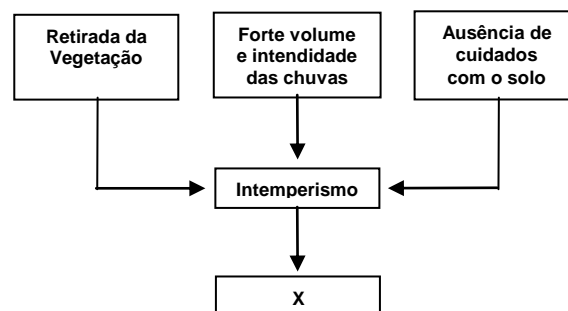 Retirada da
Vegetação
Forte volume
e intendidade
das chuvas
Ausência de
cuidados
com o solo
Intemperismo
X